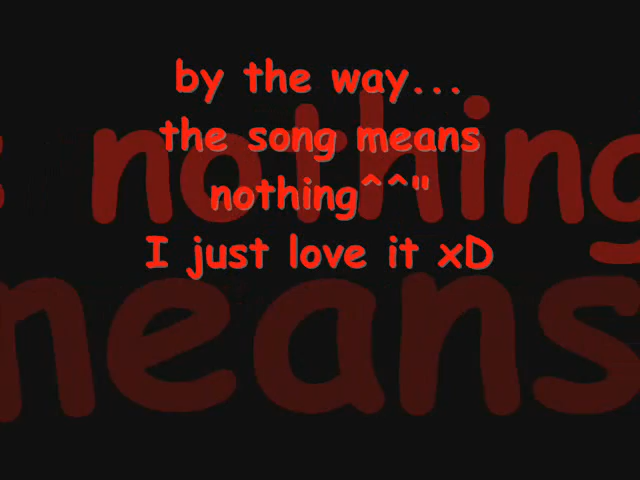 by the way...
the song means
nothing^^"
I just love it xD
nothing
means